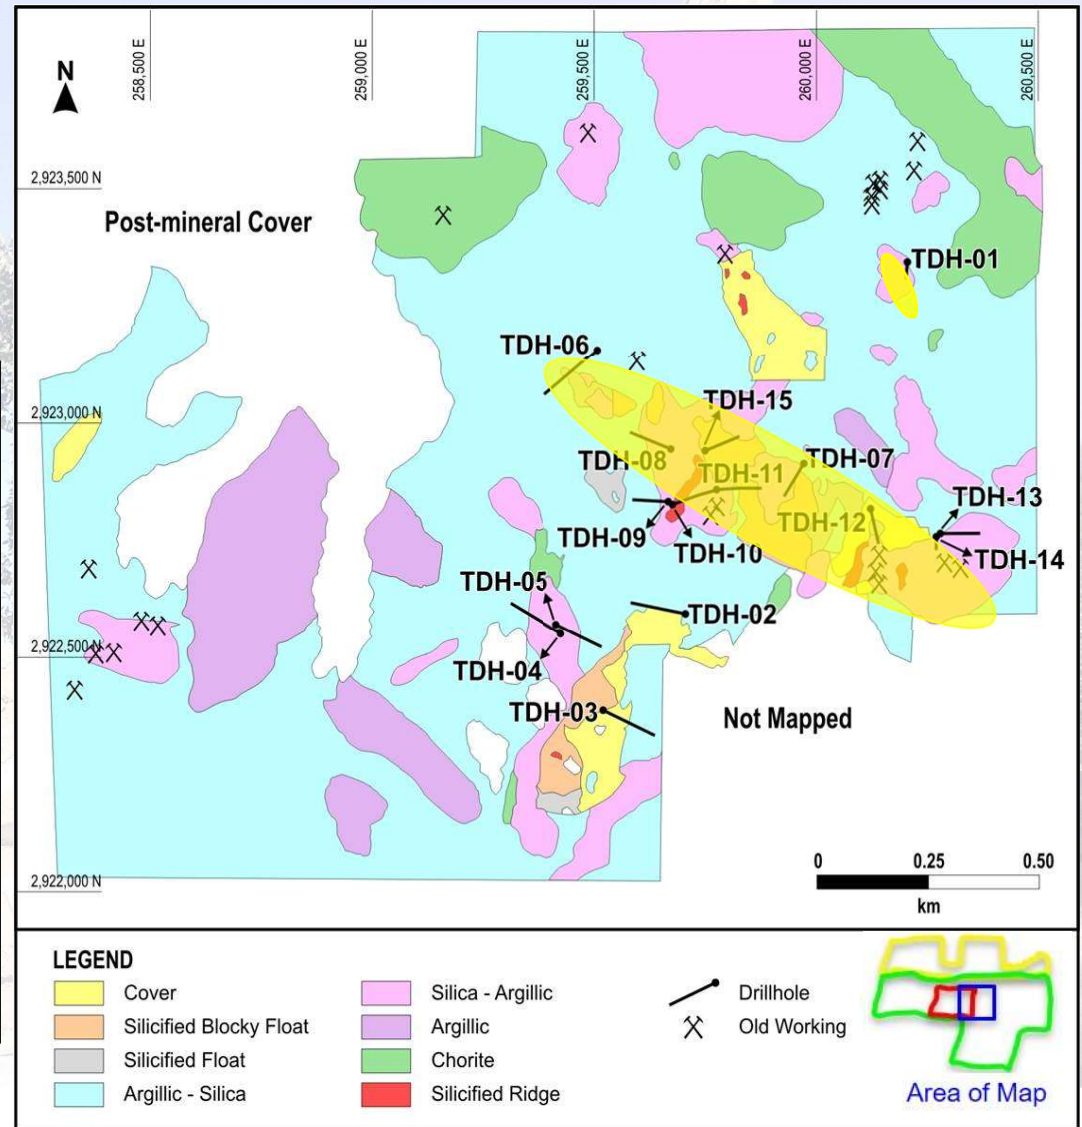 N
258,500 E
259,000 E
259,500 E
260,000 E
260,500 E
2,923,500 N
Post-mineral Cover
TDH-01
TDH-06
2,923,000 N
TDH-15
TDH-08
TDH-11
TDH-07
TDH-13
TDH-12
TDH-09
TDH-10
TDH-14
TDH-05
TDH-02
2,922,500 N
TDH-04
TDH-03
Not Mapped
0 0.25 0.50
km
2,922,000 N
LEGEND
Cover
Silicified Blocky Float
Silicified Float
Argillic - Silica
Silica - Argillic
Argillic
Chorite
Silicified Ridge
Drillhole
Old Working
Area of Map